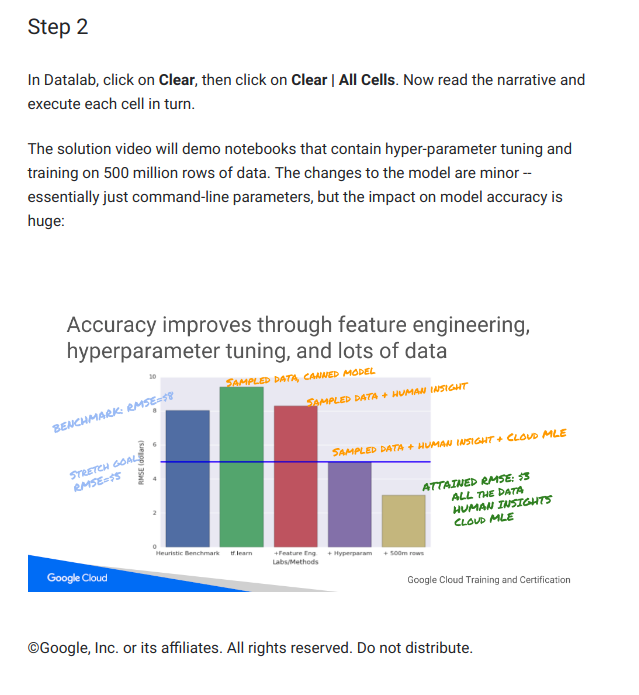 Step 2
In Datalab, click on Clear, then click on Clear | All Cells. Now read the narrative and
execute each cell in turn.
The solution video will demo notebooks that contain hyper-parameter tuning and
training on 500 million rows of data. The changes to the model are minor --
essentially just command-line parameters, but the impact on model accuracy is
huge:
Accuracy improves through feature engineering,
hyperparameter tuning, and lots of data
SAMPLED DATA, CANNED MODEL
SAMPLED DATA + HUMAN INSIGHT
BENCHMARK: RMSE=$8
SAMPLED DATA + HUMAN INSIGHT + CLOUD MLE
STRETCH GOAL:
RMSE=$5
ATTAINED RMSE: $3
ALL THE DATA
HUMAN INSIGHTS
CLOUD MLE
RMSE (dollars)
10
8
6
4
2
0
Heuristic Benchmark
tf.learn
+Feature Eng.
+ Hyperparam
+ 500m rows
Labs/Methods
Google Cloud
Google Cloud Training and Certification
©Google, Inc. or its affiliates. All rights reserved. Do not distribute.